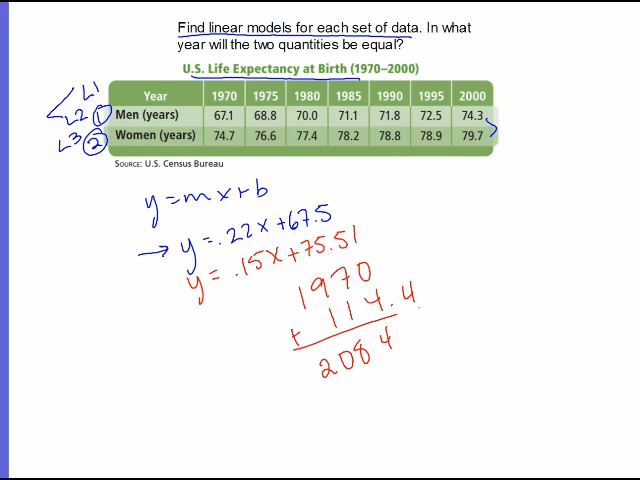 Find linear models for each set of data. In what
year will the two quantities be equal?
U.S. Life Expectancy at Birth (1970–2000)
L1 Year 1970 1975 1980 1985 1990 1995 2000
L2 1 Men (years) 67.1 68.8 70.0 71.1 71.8 72.5 74.3
L3 2 Women (years) 74.7 76.6 77.4 78.2 78.8 78.9 79.7
SOURCE: U.S. Census Bureau
y = mx + b
→ y = .22x + 67.5
y = .15x + 75.51
1970
+ 114.4
2084